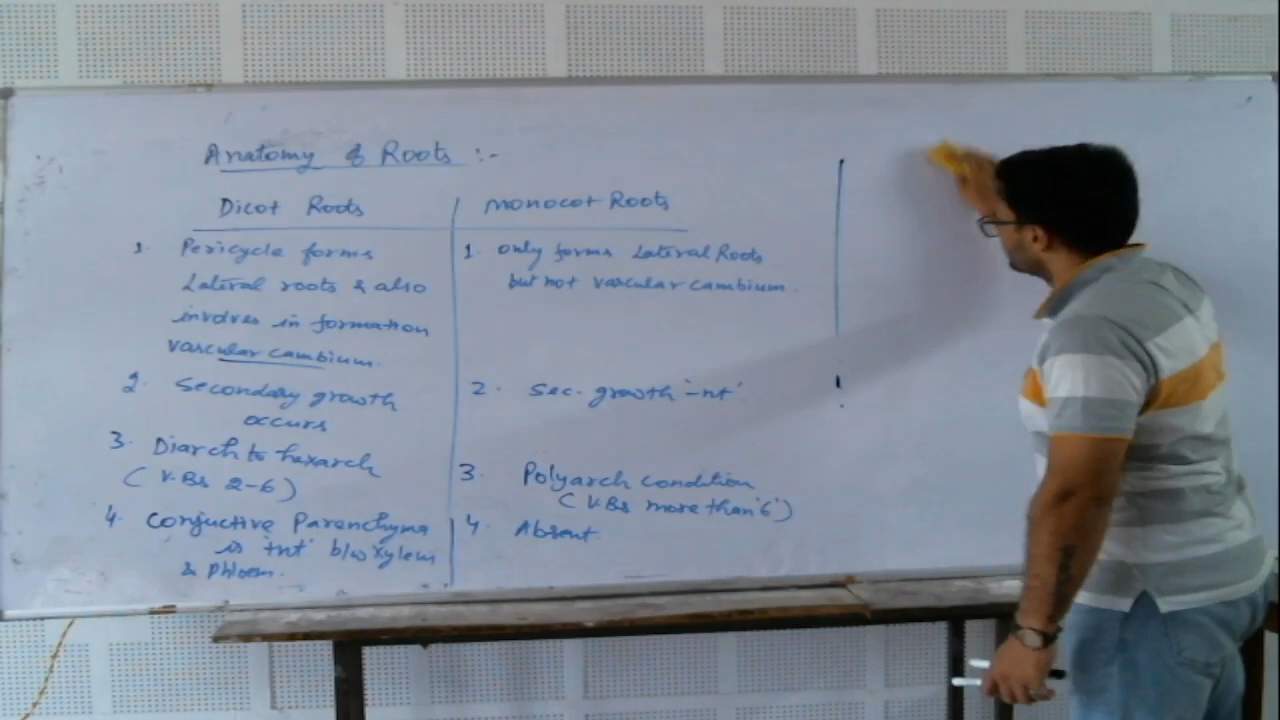 Anatomy of Roots :-
Dicot Roots
1. Pericycle forms
Lateral roots & also
involves in formation
vascular cambium.
2. Secondary growth
occurs
3. Diarch to hexarch
( V.Bs 2-6 )
4. Conjuctive Parenchyma
is '+nt' b/w xylem
& Phloem.
Monocot Roots
1. only forms Lateral Roots
but not vascular cambium.
2. Sec. growth '-nt'
3. Polyarch condition
( V.Bs more than '6' )
4. Absent.